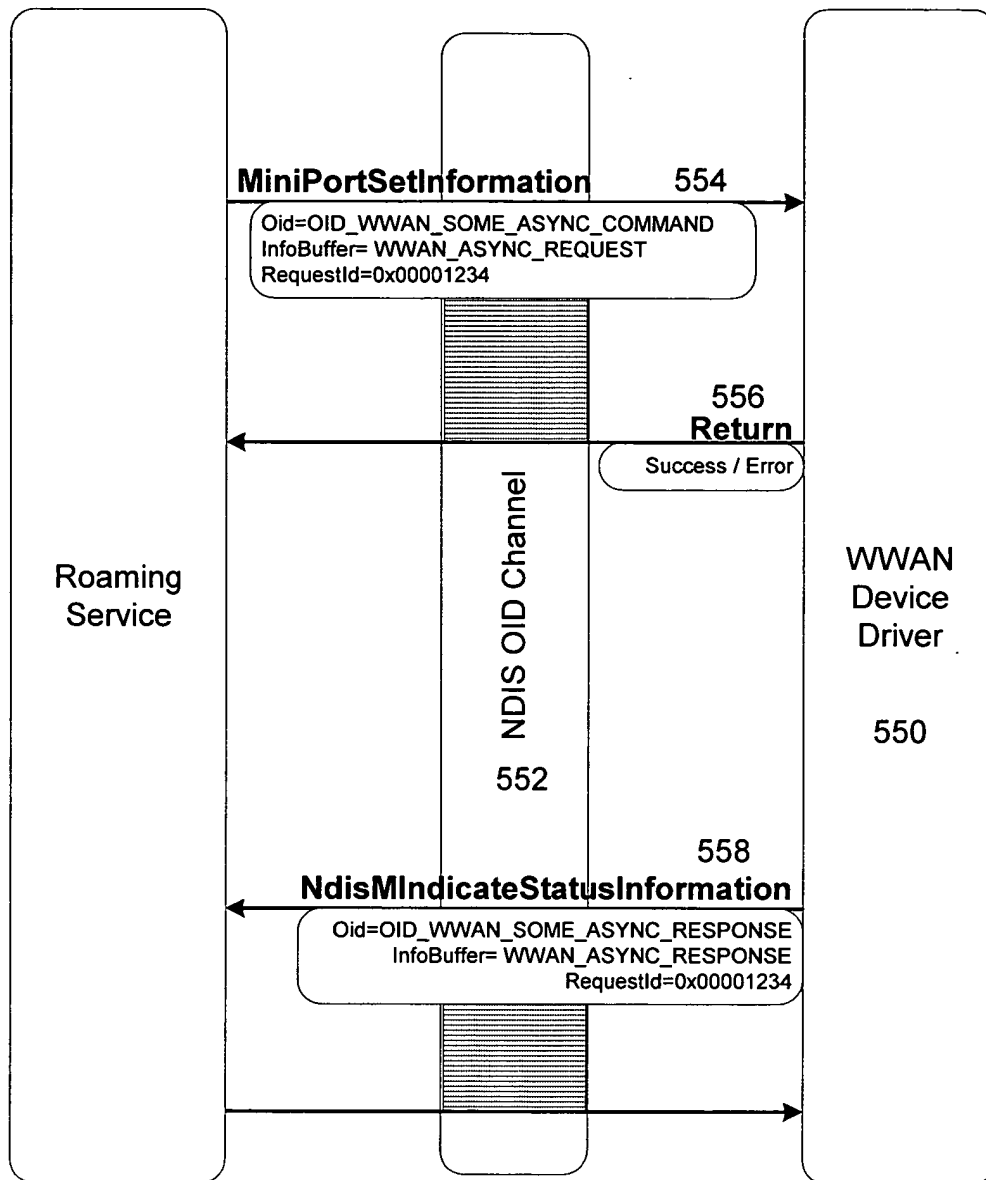 MiniPortSetInformation 554
Oid=OID_WWAN_SOME_ASYNC_COMMAND
InfoBuffer= WWAN_ASYNC_REQUEST
RequestId=0x00001234
556
Return
Success / Error
Roaming
Service
NDIS OID Channel
552
WWAN
Device
Driver
550
558
NdisMIndicateStatusInformation
Oid=OID_WWAN_SOME_ASYNC_RESPONSE
InfoBuffer= WWAN_ASYNC_RESPONSE
RequestId=0x00001234